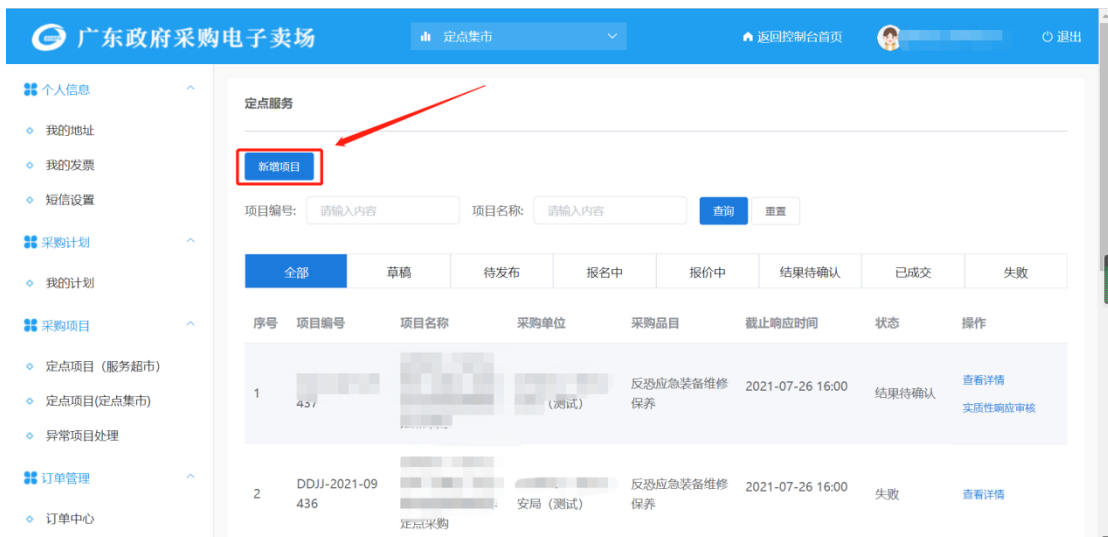 广东政府采购电子卖场
定点集市
返回控制台首页
退出
个人信息
我的地址
我的发票
短信设置
采购计划
我的计划
采购项目
定点项目（服务超市）
定点项目(定点集市)
异常项目处理
订单管理
订单中心
定点服务
新增项目
项目编号: 请输入内容 项目名称: 请输入内容 查询 重置
全部 草稿 待发布 报名中 报价中 结果待确认 已成交 失败
序号 项目编号 项目名称 采购单位 采购品目 截止响应时间 状态 操作
1 437 （测试） 反恐应急装备维修保养 2021-07-26 16:00 结果待确认 查看详情
实质性响应审核
2 DDJJ-2021-09436 定点采购 安局（测试） 反恐应急装备维修保养 2021-07-26 16:00 失败 查看详情